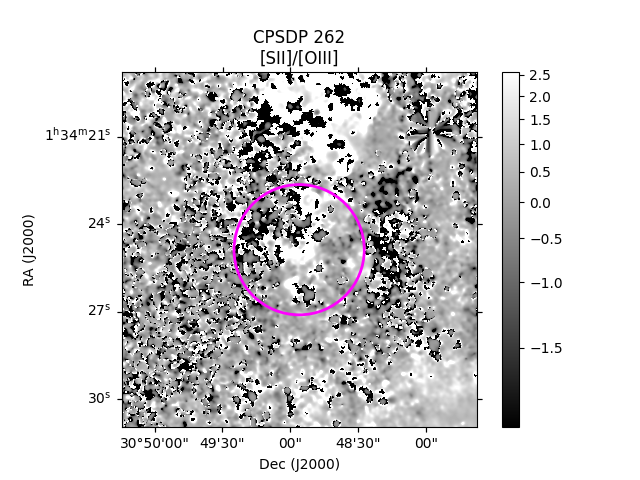 CPSDP 262
[SII]/[OIII]
1h34m21s
24s
27s
30s
RA (J2000)
30°50'00" 49'30" 00" 48'30" 00"
Dec (J2000)
2.5
2.0
1.5
1.0
0.5
0.0
−0.5
−1.0
−1.5